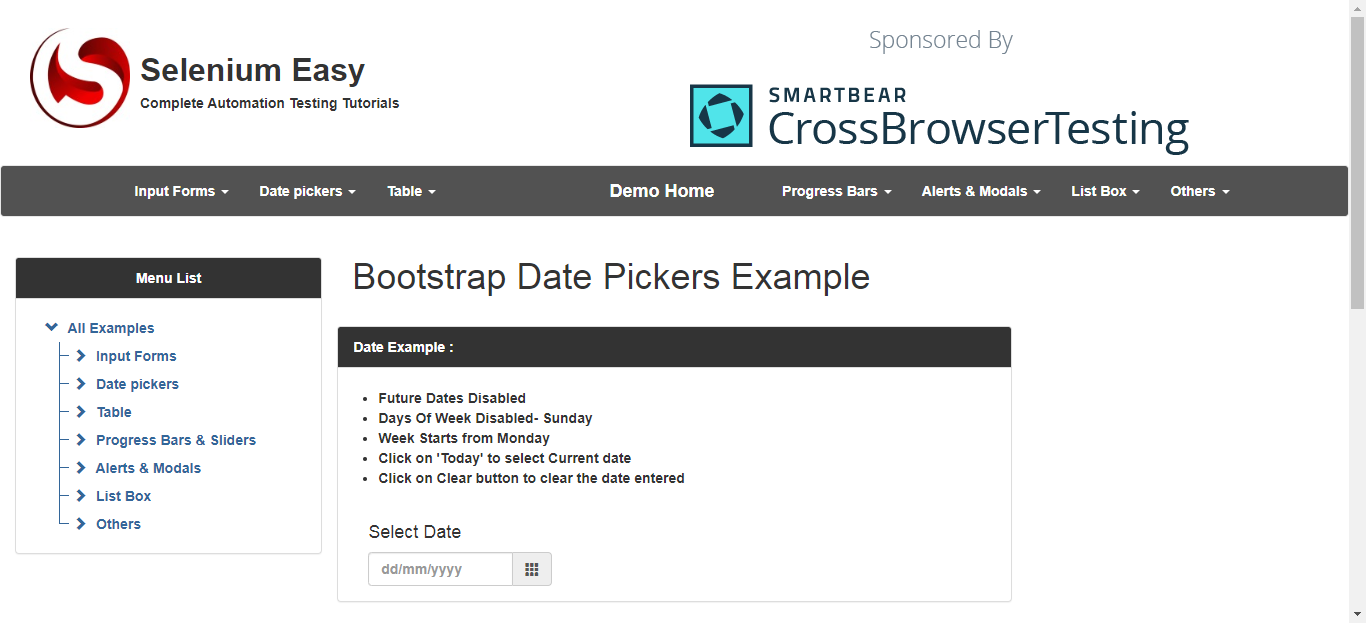 Selenium Easy
Complete Automation Testing Tutorials
Sponsored By
SMARTBEAR
CrossBrowserTesting
Input Forms Date pickers Table Demo Home Progress Bars Alerts & Modals List Box Others
Menu List
All Examples
Input Forms
Date pickers
Table
Progress Bars & Sliders
Alerts & Modals
List Box
Others
Bootstrap Date Pickers Example
Date Example :
Future Dates Disabled
Days Of Week Disabled- Sunday
Week Starts from Monday
Click on 'Today' to select Current date
Click on Clear button to clear the date entered
Select Date
dd/mm/yyyy